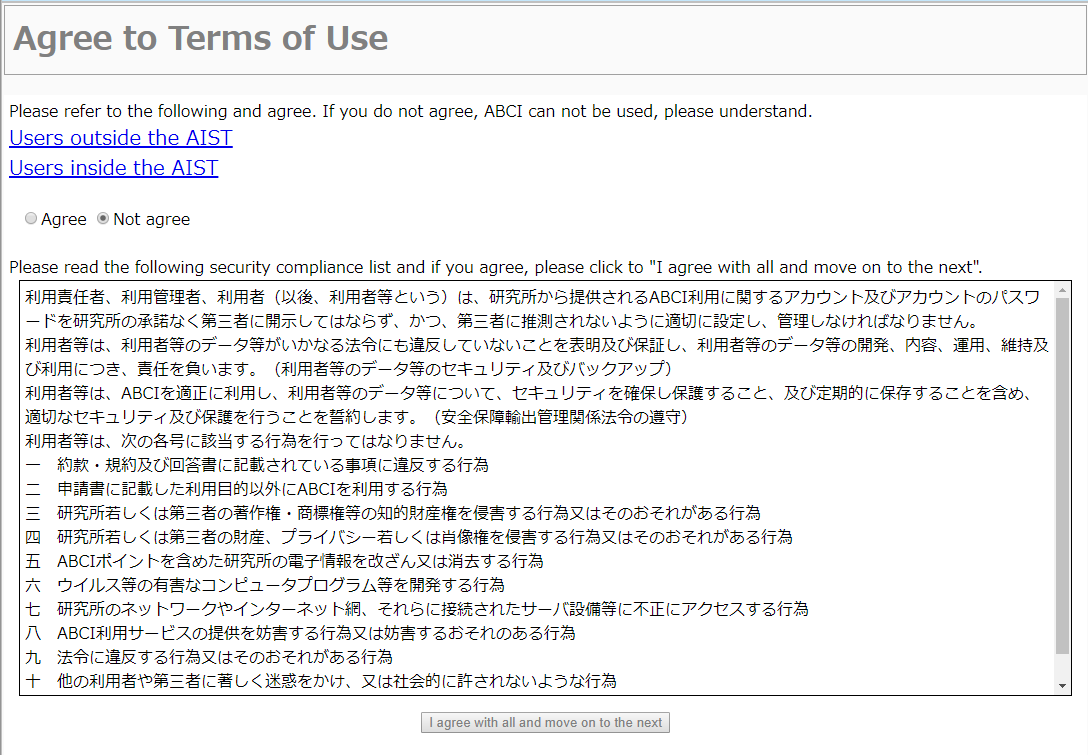 Agree to Terms of Use
Please refer to the following and agree. If you do not agree, ABCI can not be used, please understand.
Users outside the AIST
Users inside the AIST
Agree Not agree
Please read the following security compliance list and if you agree, please click to "I agree with all and move on to the next".
利用責任者、利用管理者、利用者（以後、利用者等という）は、研究所から提供されるABCI利用に関するアカウント及びアカウントのパスワ
ードを研究所の承諾なく第三者に開示してはならず、かつ、第三者に推測されないように適切に設定し、管理しなければなりません。
利用者等は、利用者等のデータ等がいかなる法令にも違反していないことを表明及び保証し、利用者等のデータ等の開発、内容、運用、維持及
び利用につき、責任を負います。（利用者等のデータ等のセキュリティ及びバックアップ）
利用者等は、ABCIを適正に利用し、利用者等のデータ等について、セキュリティを確保し保護すること、及び定期的に保存することを含め、
適切なセキュリティ及び保護を行うことを誓約します。（安全保障輸出管理関係法令の遵守）
利用者等は、次の各号に該当する行為を行ってはなりません。
一　約款・規約及び回答書に記載されている事項に違反する行為
二　申請書に記載した利用目的以外にABCIを利用する行為
三　研究所若しくは第三者の著作権・商標権等の知的財産権を侵害する行為又はそのおそれがある行為
四　研究所若しくは第三者の財産、プライバシー若しくは肖像権を侵害する行為又はそのおそれがある行為
五　ABCIポイントを含めた研究所の電子情報を改ざん又は消去する行為
六　ウイルス等の有害なコンピュータプログラム等を開発する行為
七　研究所のネットワークやインターネット網、それらに接続されたサーバ設備等に不正にアクセスする行為
八　ABCI利用サービスの提供を妨害する行為又は妨害するおそれのある行為
九　法令に違反する行為又はそのおそれがある行為
十　他の利用者や第三者に著しく迷惑をかけ、又は社会的に許されないような行為
I agree with all and move on to the next